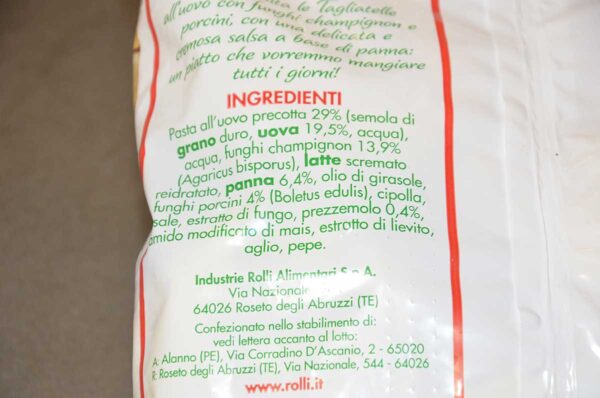 all'uovo con futta le Tagliatelle
porcini, con una delicata e
cremosa salsa a base di panna:
un piatto che vorremmo mangiare
tutti i giorni!
INGREDIENTI
Pasta all'uovo precotta 29% (semola di
grano duro, uova 19,5%, acqua),
acqua, funghi champignon 13,9%
(Agaricus bisporus), latte scremato
reidratato, panna 6,4%, olio di girasole,
funghi porcini 4% (Boletus edulis), cipolla,
sale, estratto di fungo, prezzemolo 0,4%,
amido modificato di mais, estratto di lievito,
aglio, pepe.
Industrie Rolli Alimentari S.p.A.
Via Nazionale
64026 Roseto degli Abruzzi (TE)
Confezionato nello stabilimento di:
vedi lettera accanto al lotto:
A: Alanno (PE), Via Corradino D'Ascanio, 2 - 65020
R: Roseto degli Abruzzi (TE), Via Nazionale, 544 - 64026
www.rolli.it